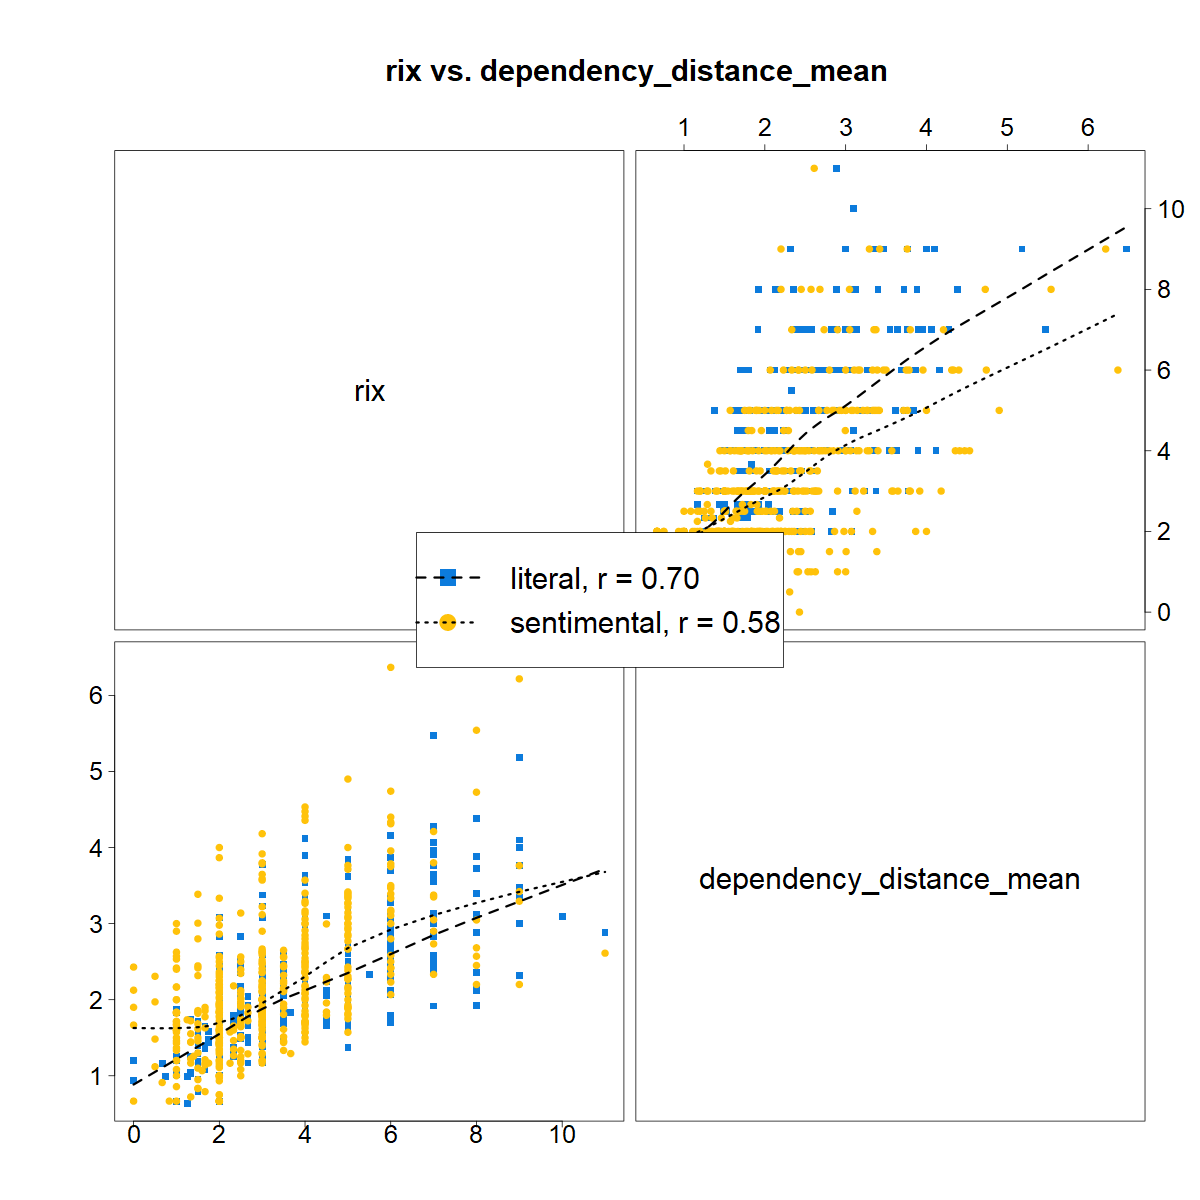 rix vs. dependency_distance_mean
1 2 3 4 5 6
rix
10
8
6
4
2
0
literal, r = 0.70
sentimental, r = 0.58
6
5
4
3
2
1
dependency_distance_mean
0 2 4 6 8 10